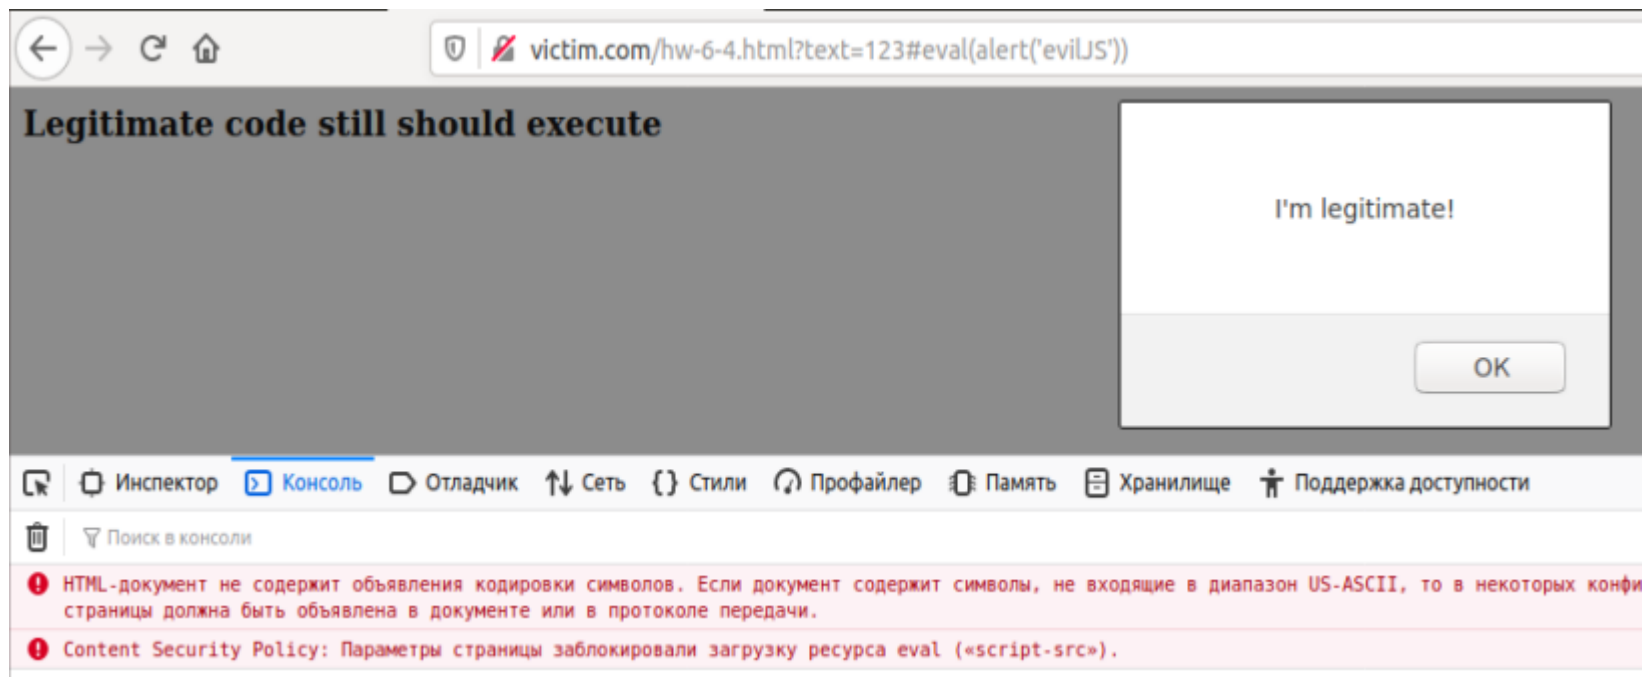 victim.com/hw-6-4.html?text=123#eval(alert('evilJS'))
Legitimate code still should execute
I'm legitimate!
OK
Инспектор Консоль Отладчик Сеть {} Стили Профайлер Память Хранилище Поддержка доступности
Поиск в консоли
HTML-документ не содержит объявления кодировки символов. Если документ содержит символы, не входящие в диапазон US-ASCII, то в некоторых конфи
страницы должна быть объявлена в документе или в протоколе передачи.
Content Security Policy: Параметры страницы заблокировали загрузку ресурса eval («script-src»).